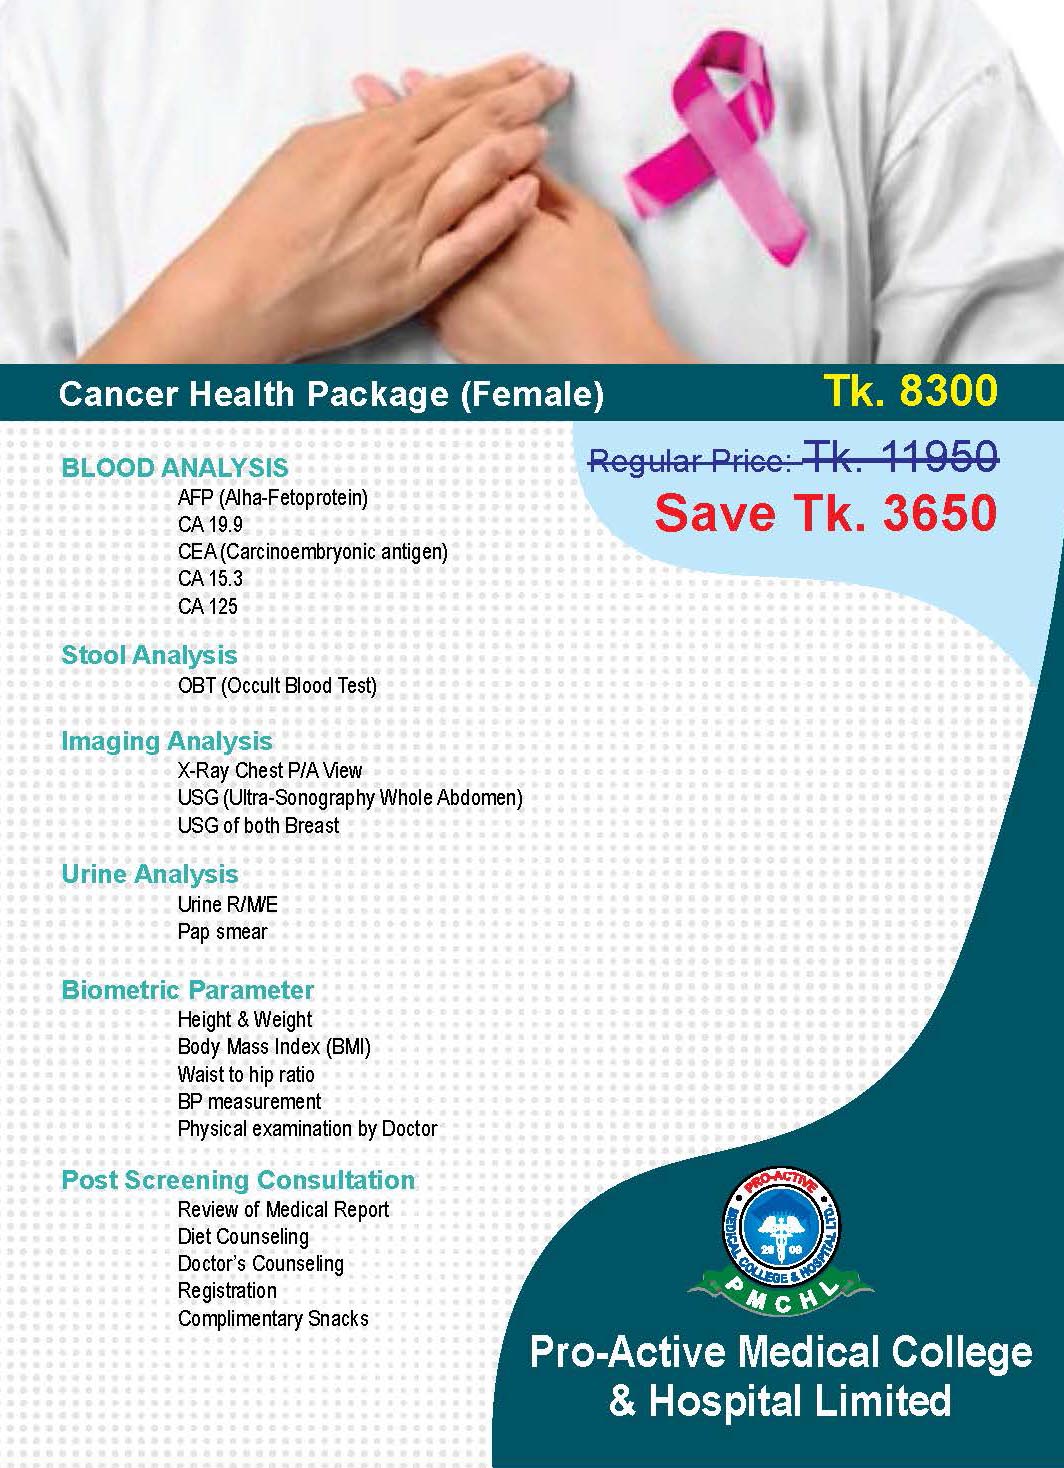 Cancer Health Package (Female)
Tk. 8300
Regular Price: Tk. 11950
Save Tk. 3650
BLOOD ANALYSIS
AFP (Alha-Fetoprotein)
CA 19.9
CEA (Carcinoembryonic antigen)
CA 15.3
CA 125
Stool Analysis
OBT (Occult Blood Test)
Imaging Analysis
X-Ray Chest P/A View
USG (Ultra-Sonography Whole Abdomen)
USG of both Breast
Urine Analysis
Urine R/M/E
Pap smear
Biometric Parameter
Height & Weight
Body Mass Index (BMI)
Waist to hip ratio
BP measurement
Physical examination by Doctor
Post Screening Consultation
Review of Medical Report
Diet Counseling
Doctor's Counseling
Registration
Complimentary Snacks
PRO-ACTIVE
MEDICAL COLLEGE & HOSPITAL LTD.
PMCHL
Pro-Active Medical College
& Hospital Limited